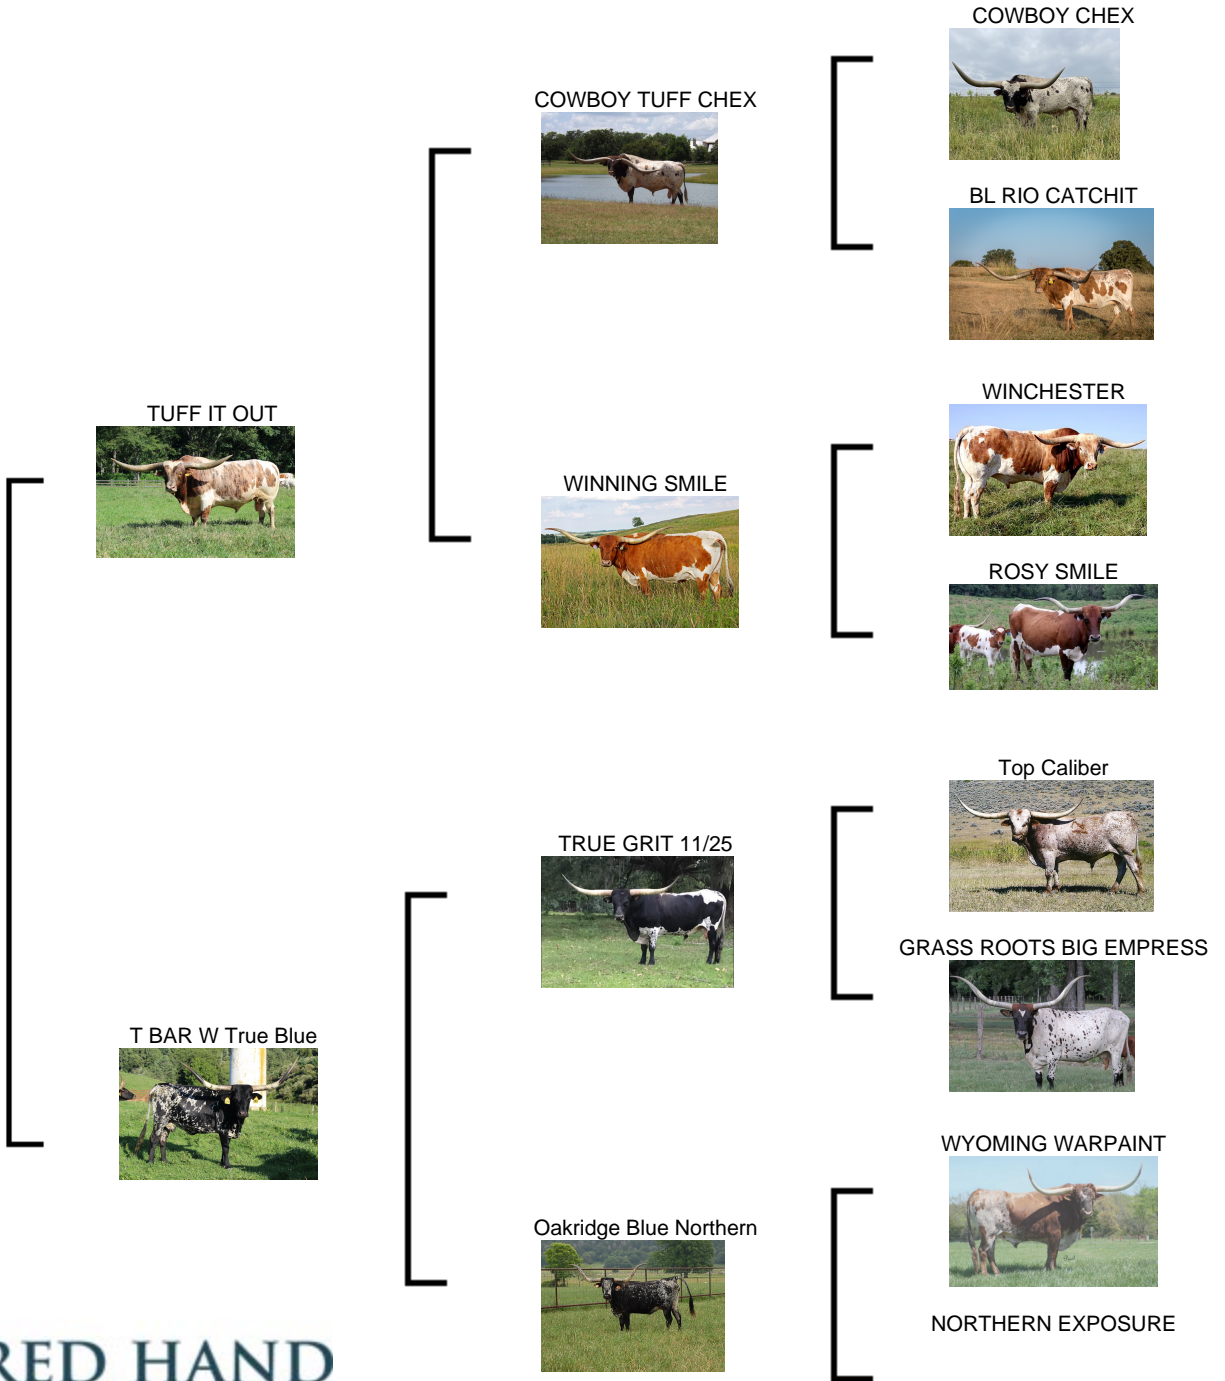 COWBOY CHEX
COWBOY TUFF CHEX
BL RIO CATCHIT
TUFF IT OUT
WINCHESTER
WINNING SMILE
ROSY SMILE
Top Caliber
TRUE GRIT 11/25
GRASS ROOTS BIG EMPRESS
T BAR W True Blue
WYOMING WARPAINT
Oakridge Blue Northern
NORTHERN EXPOSURE
RED HAND